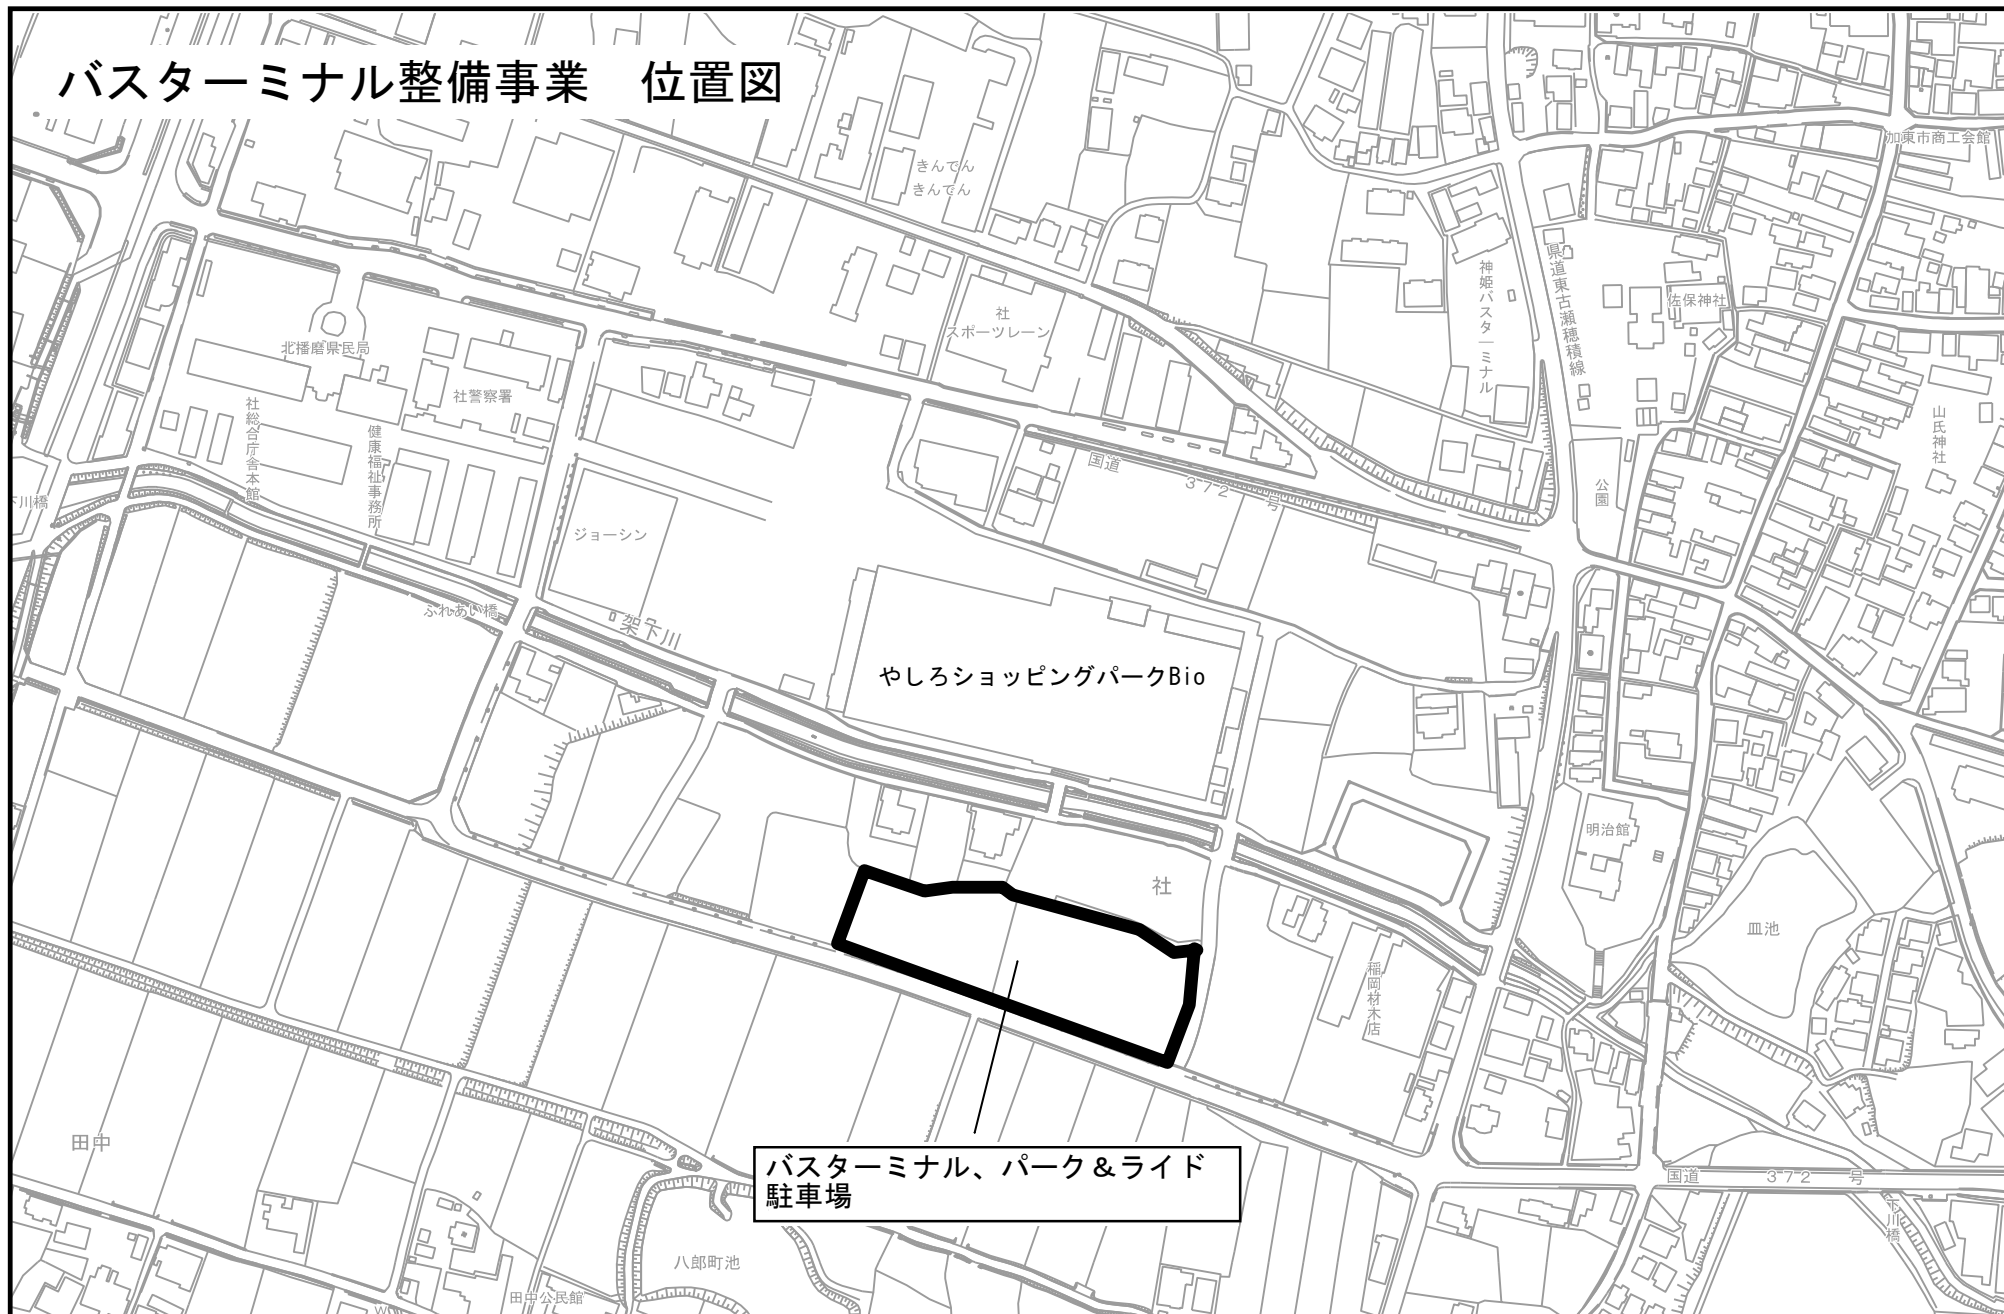 バスターミナル整備事業　位置図
加東市商工会館
きんでん
きんでん
県道東古瀬穂積線
神姫バスターミナル
佐保神社
社
スポーツレーン
北播磨県民局
社警察署
社総合庁舎本館
健康福祉事務所
山氏神社
国道 372 号
公園
下川橋
ジョーシン
ふれあい橋
架下川
やしろショッピングパークBio
明治館
社
皿池
稲岡材木店
田中
バスターミナル、パーク＆ライド
駐車場
国道 372 号
下川橋
八郎町池
田中公民館